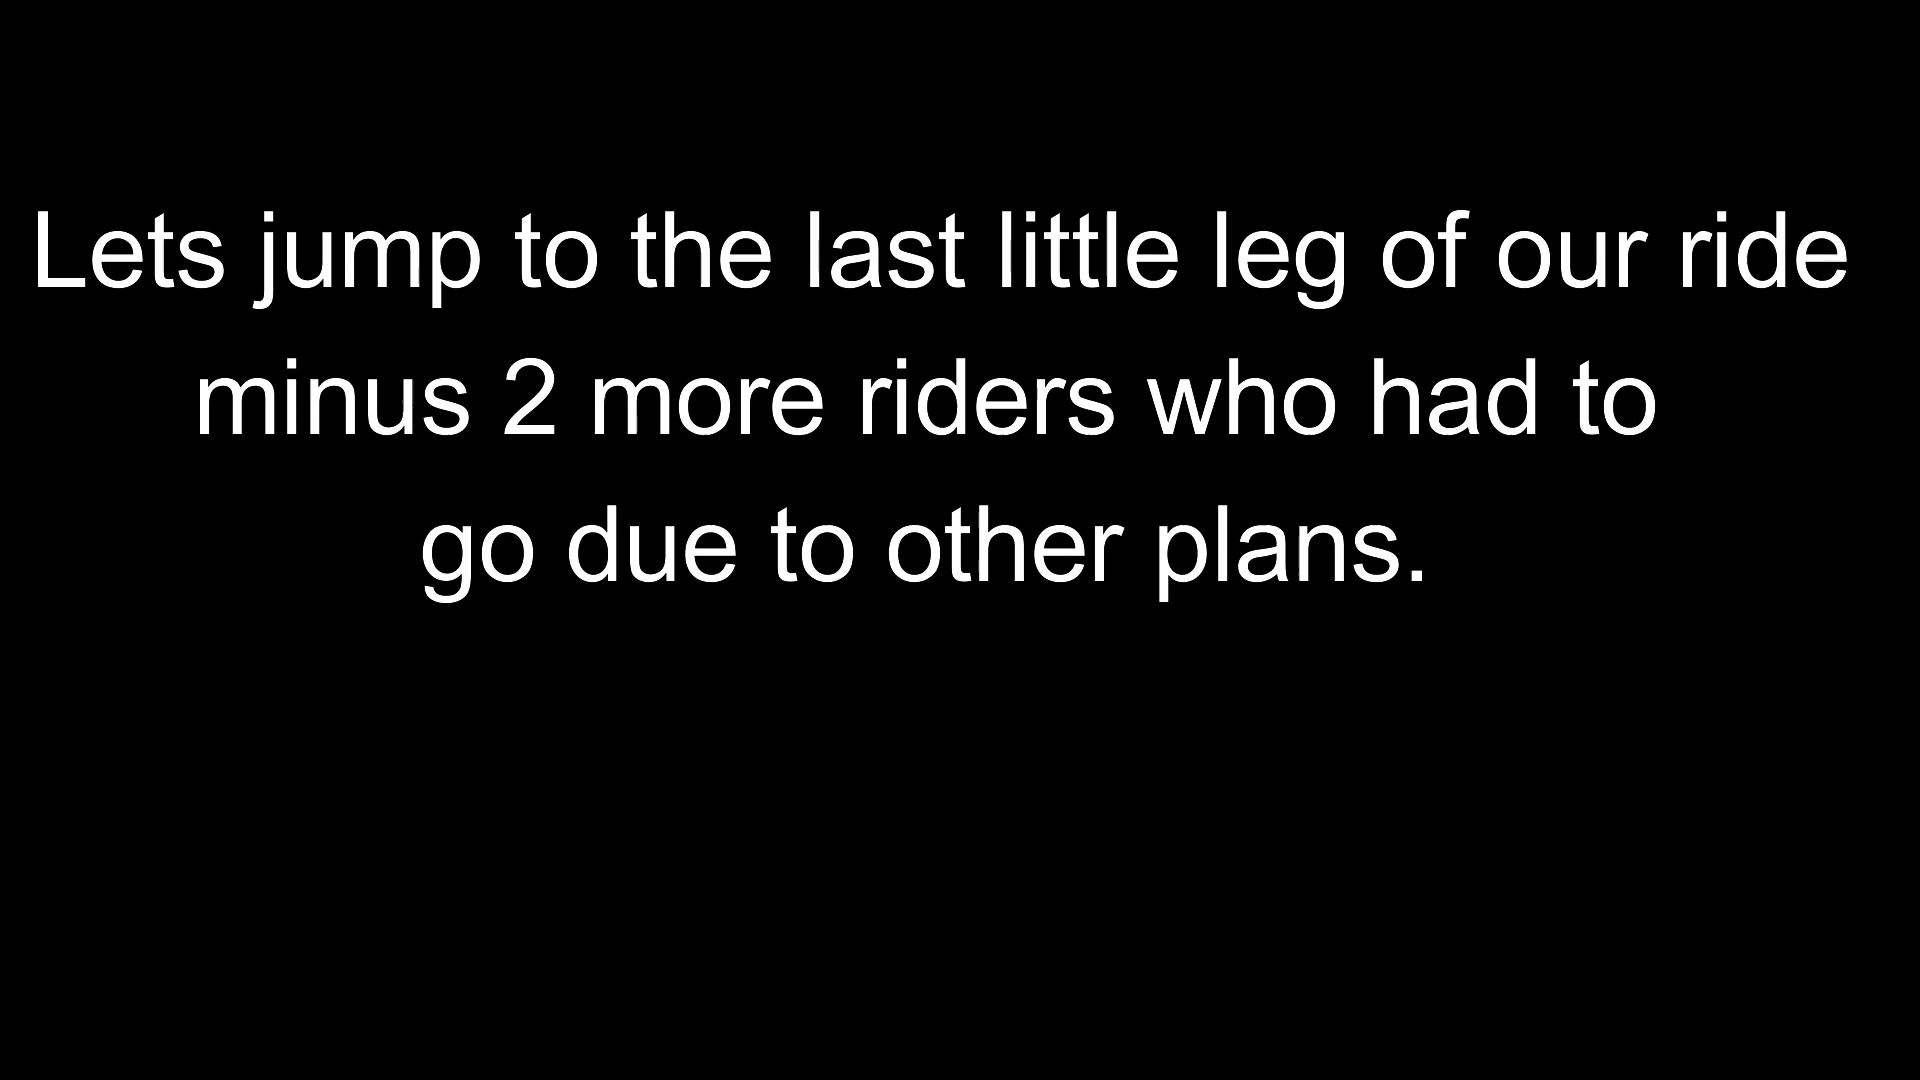 Lets jump to the last little leg of our ride
minus 2 more riders who had to
go due to other plans.